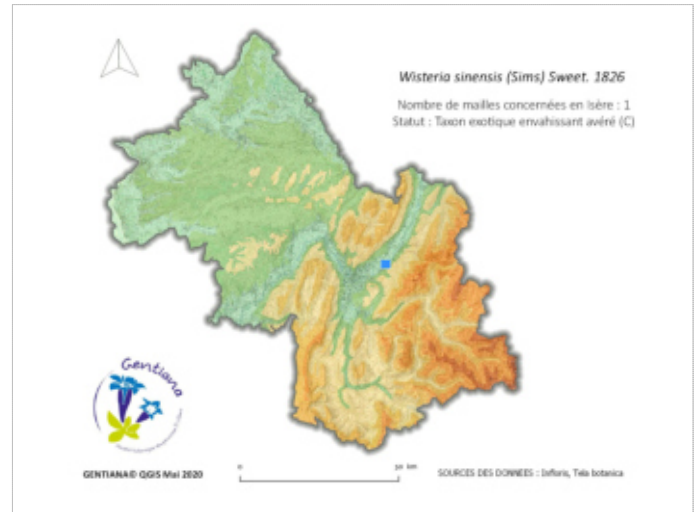 Wisteria sinensis (Sims) Sweet. 1826
Nombre de mailles concernées en Isère : 1
Statut : Taxon exotique envahissant avéré (C)
Gentiana
GENTIANA© QGIS Mai 2020
0
50 km
SOURCES DES DONNEES : Infloris, Tela botanica